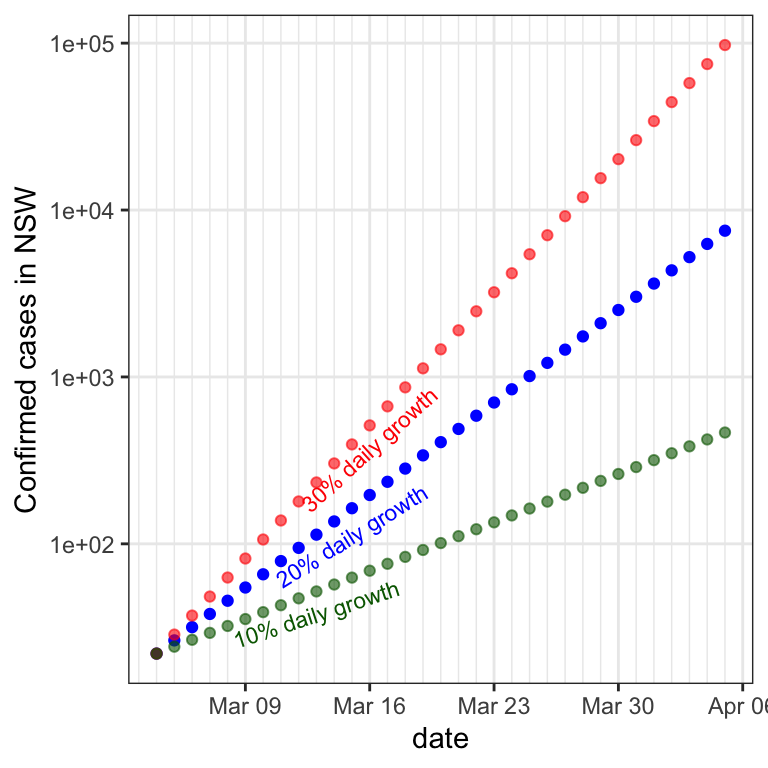 1e+05
1e+04
1e+03
1e+02
Confirmed cases in NSW
30% daily growth
20% daily growth
10% daily growth
Mar 09
Mar 16
Mar 23
Mar 30
Apr 06
date